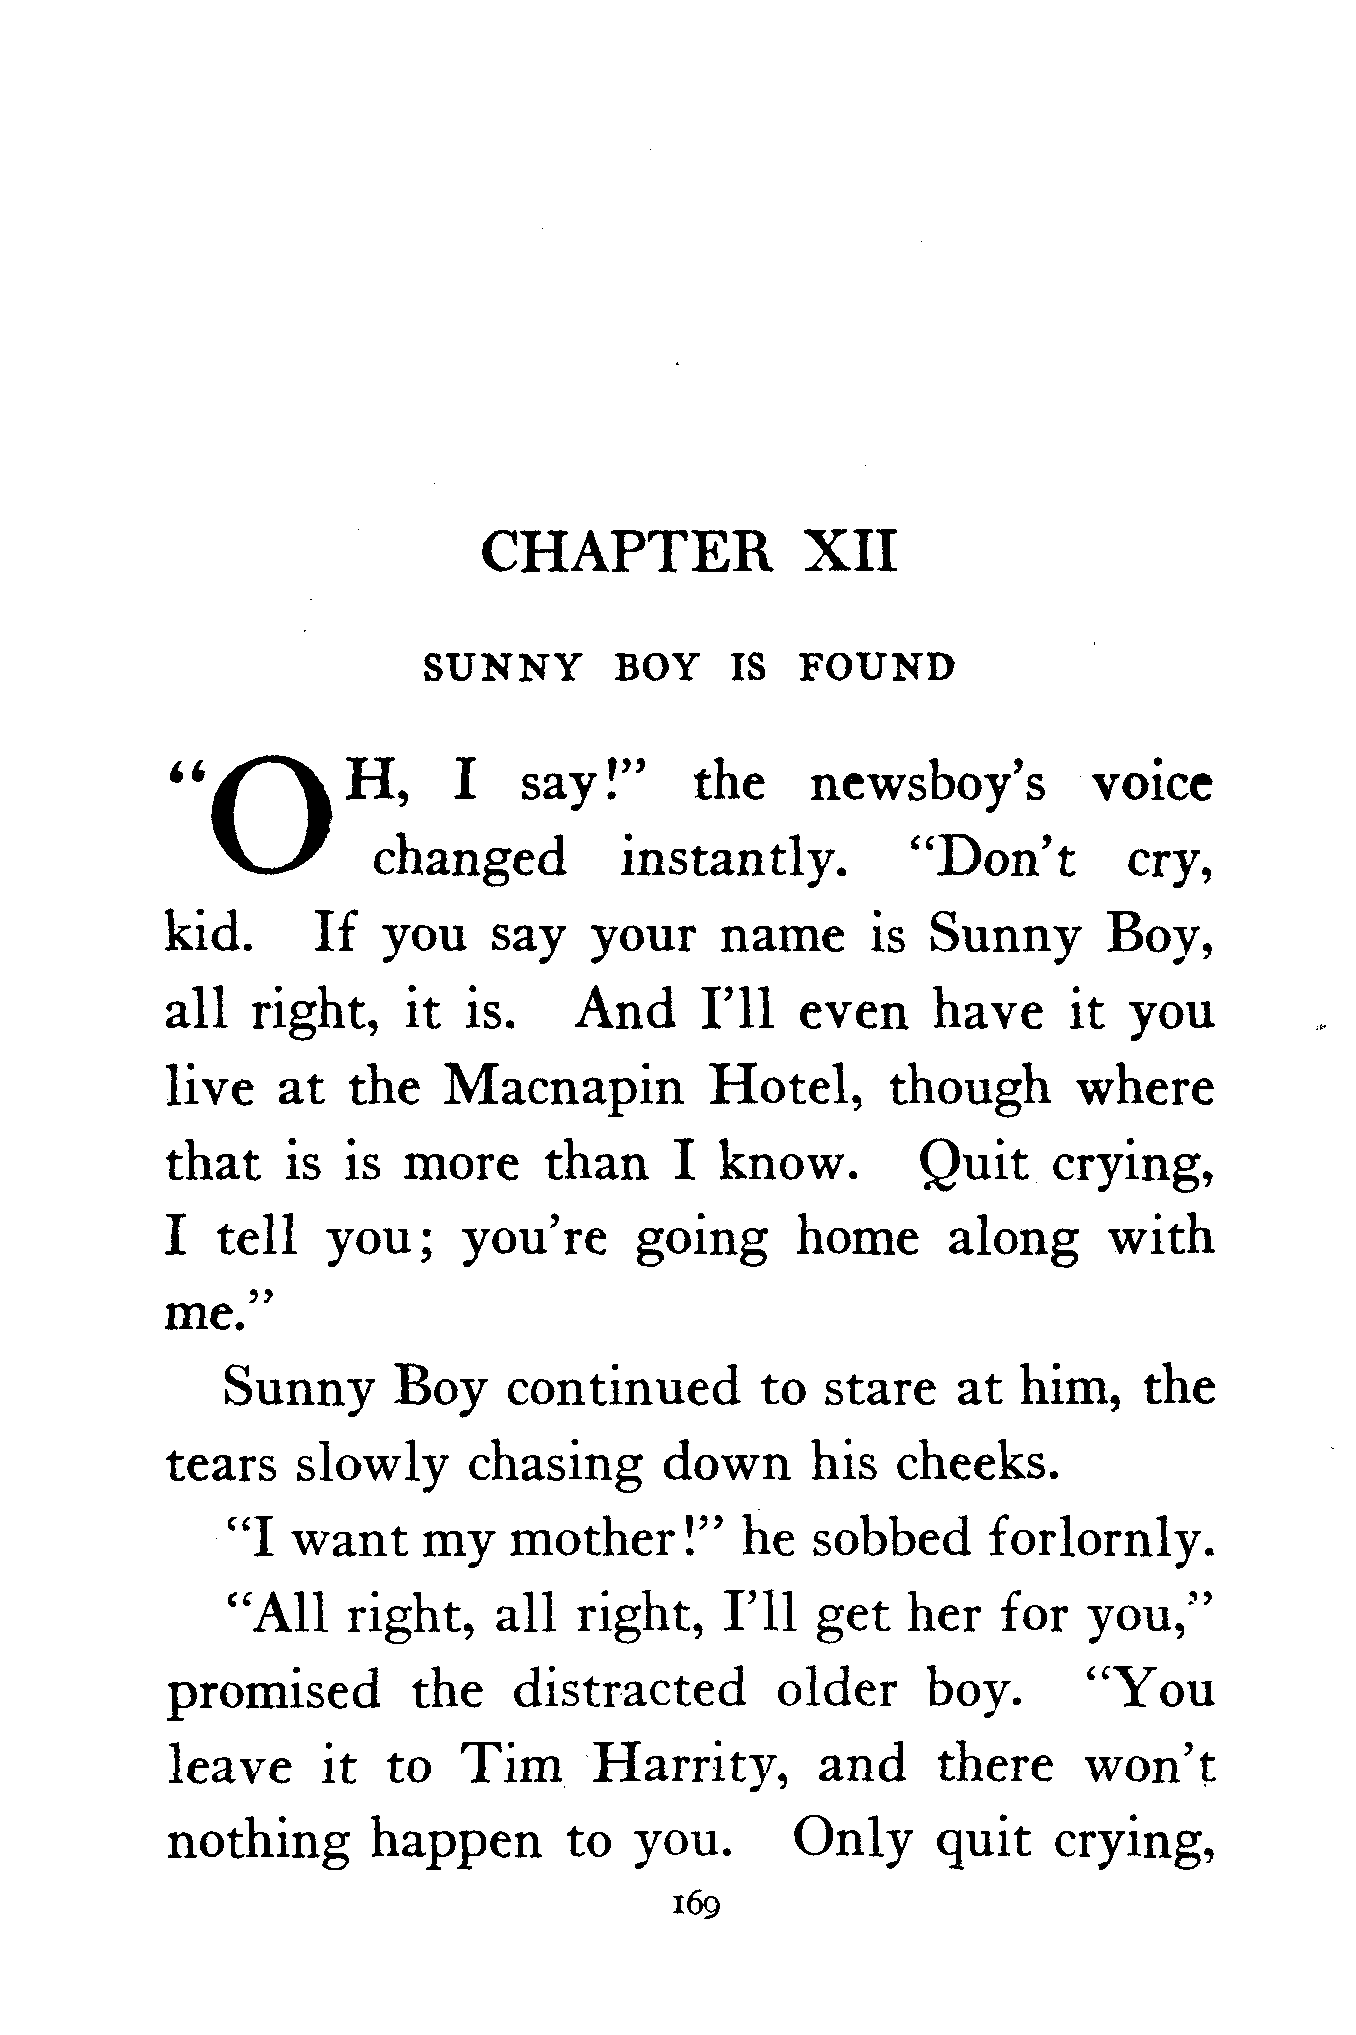 CHAPTER XII
SUNNY BOY IS FOUND
“OH, I say!” the newsboy’s voice
changed instantly. “Don’t cry,
kid. If you say your name is Sunny Boy,
all right, it is. And I’ll even have it you
live at the Macnapin Hotel, though where
that is is more than I know. Quit crying,
I tell you; you’re going home along with
me.”
Sunny Boy continued to stare at him, the
tears slowly chasing down his cheeks.
“I want my mother!” he sobbed forlornly.
“All right, all right, I’ll get her for you,”
promised the distracted older boy. “You
leave it to Tim Harrity, and there won’t
nothing happen to you. Only quit crying,
169